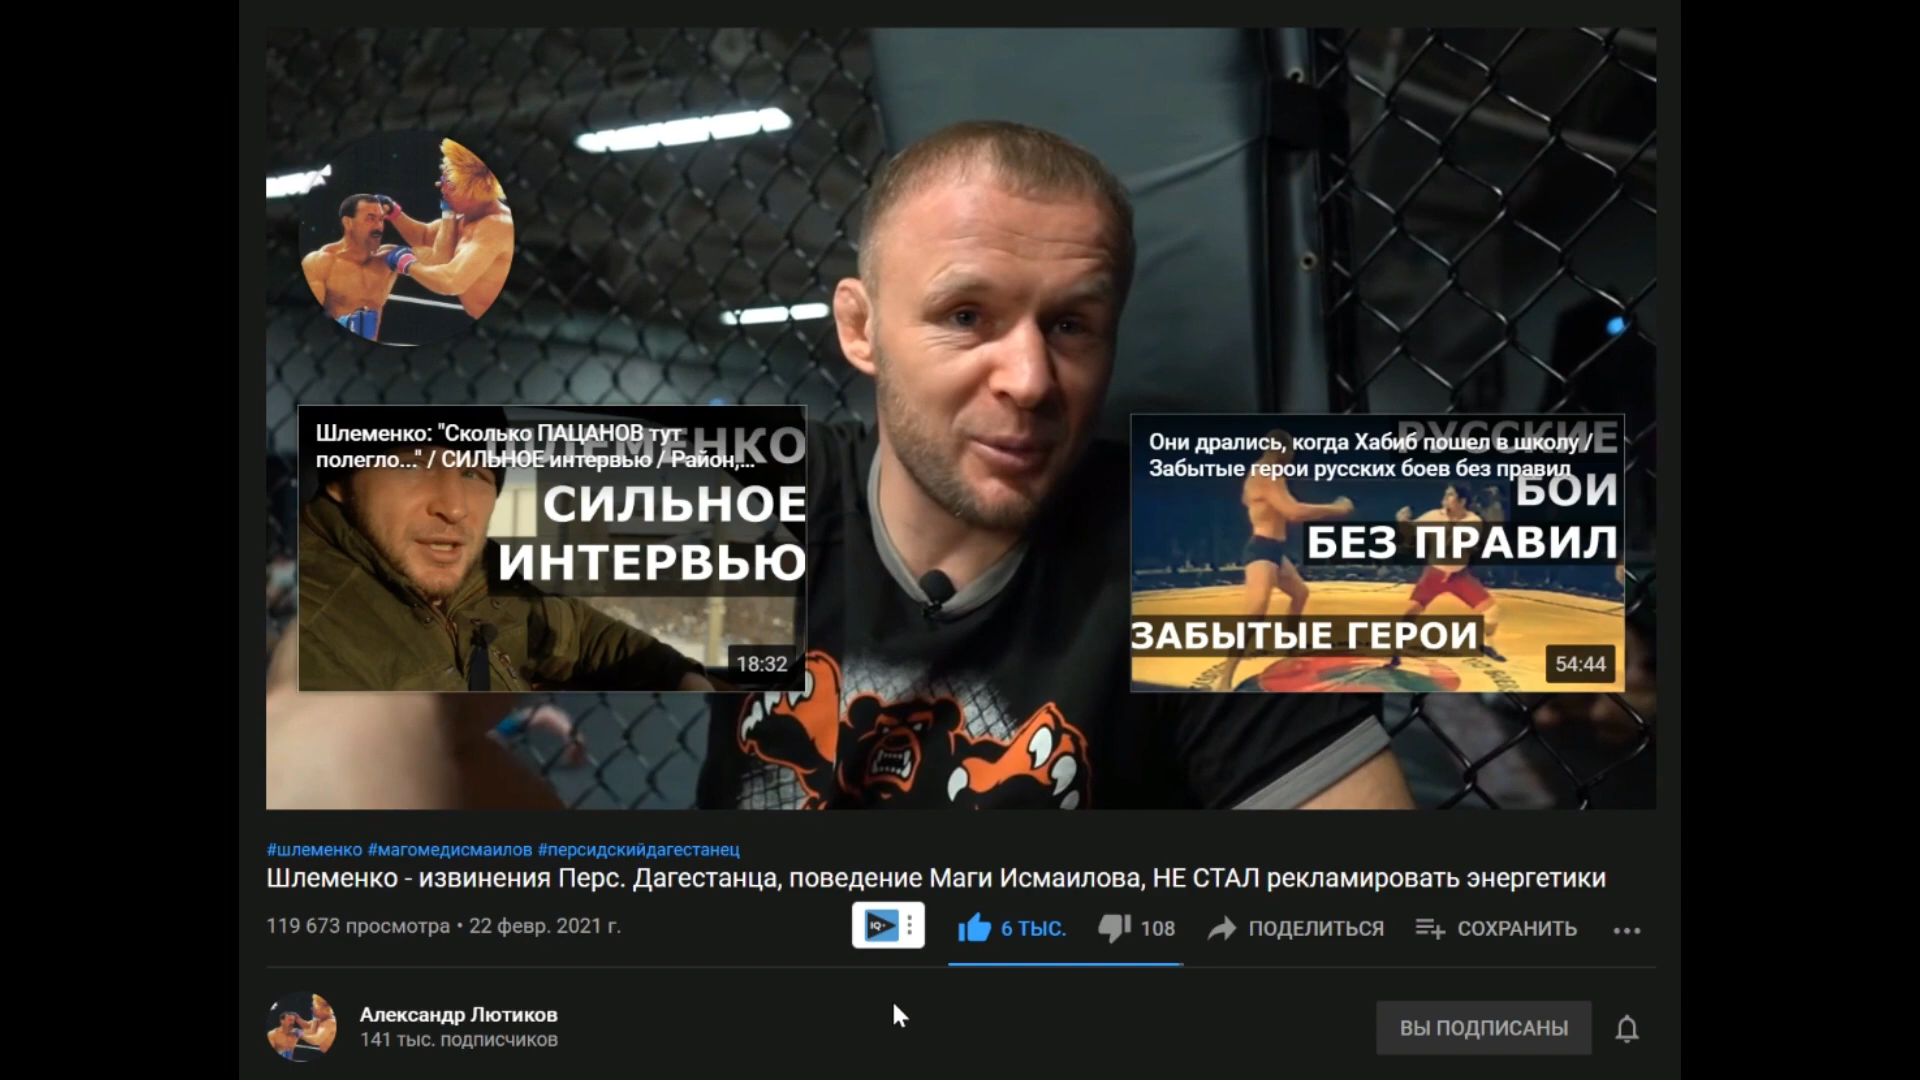 Шлеменко: "Сколько ПАЦАНОВ тут
полегло..." / СИЛЬНОЕ интервью / Район,...
ШЛЕМЕНКО
СИЛЬНОЕ
ИНТЕРВЬЮ
18:32
Они дрались, когда Хабиб пошел в школу /
Забытые герои русских боев без правил
РУССКИЕ
БОИ
БЕЗ ПРАВИЛ
ЗАБЫТЫЕ ГЕРОИ
54:44
#шлеменко #магомедисмаилов #персидскийдагестанец
Шлеменко - извинения Перс. Дагестанца, поведение Маги Исмаилова, НЕ СТАЛ рекламировать энергетики
119 673 просмотра • 22 февр. 2021 г.
IQ+
6 ТЫС.
108
ПОДЕЛИТЬСЯ
СОХРАНИТЬ
Александр Лютиков
141 тыс. подписчиков
ВЫ ПОДПИСАНЫ